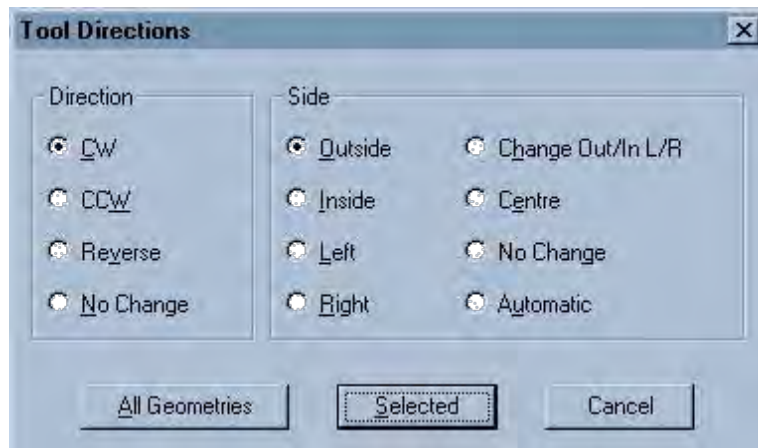 Tool Directions
Direction
CW
CCW
Reverse
No Change
Side
Outside
Inside
Left
Right
Change Out/In L/R
Centre
No Change
Automatic
All Geometries
Selected
Cancel